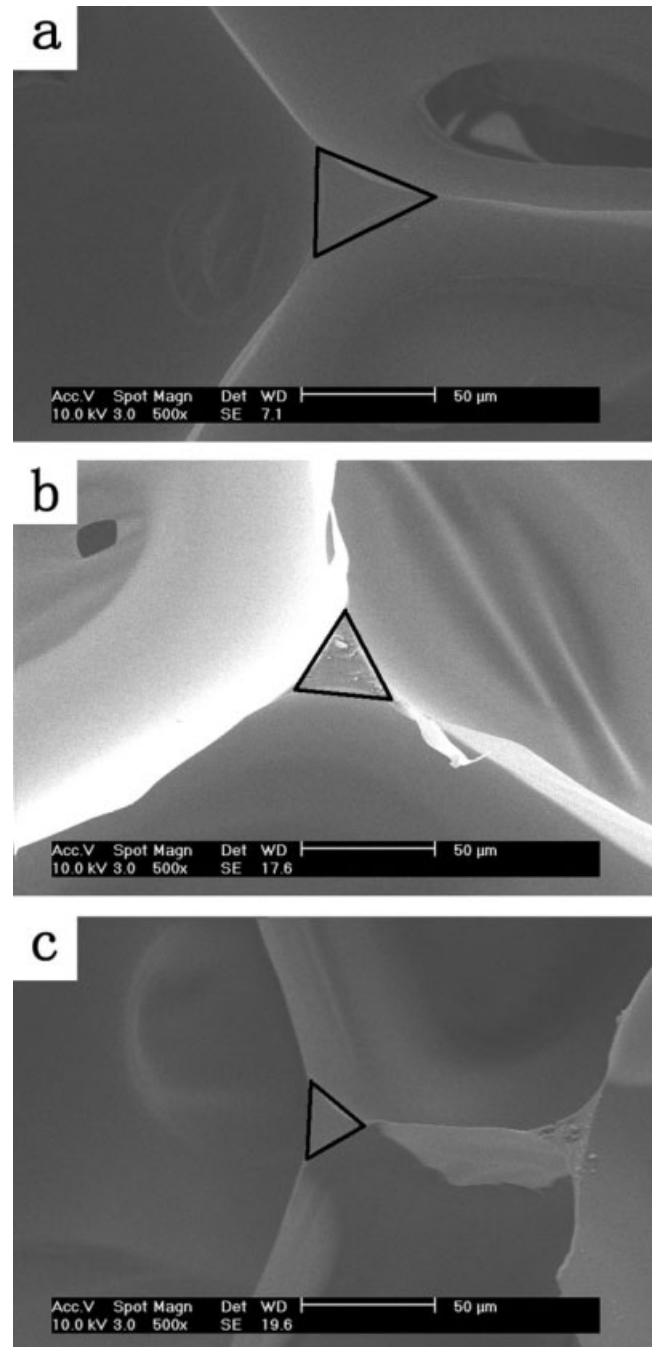 a
Acc.V Spot Magn Det WD 50 µm
10.0 kV 3.0 500x SE 7.1
b
Acc.V Spot Magn Det WD 50 µm
10.0 kV 3.0 500x SE 17.6
c
Acc.V Spot Magn Det WD 50 µm
10.0 kV 3.0 500x SE 19.6